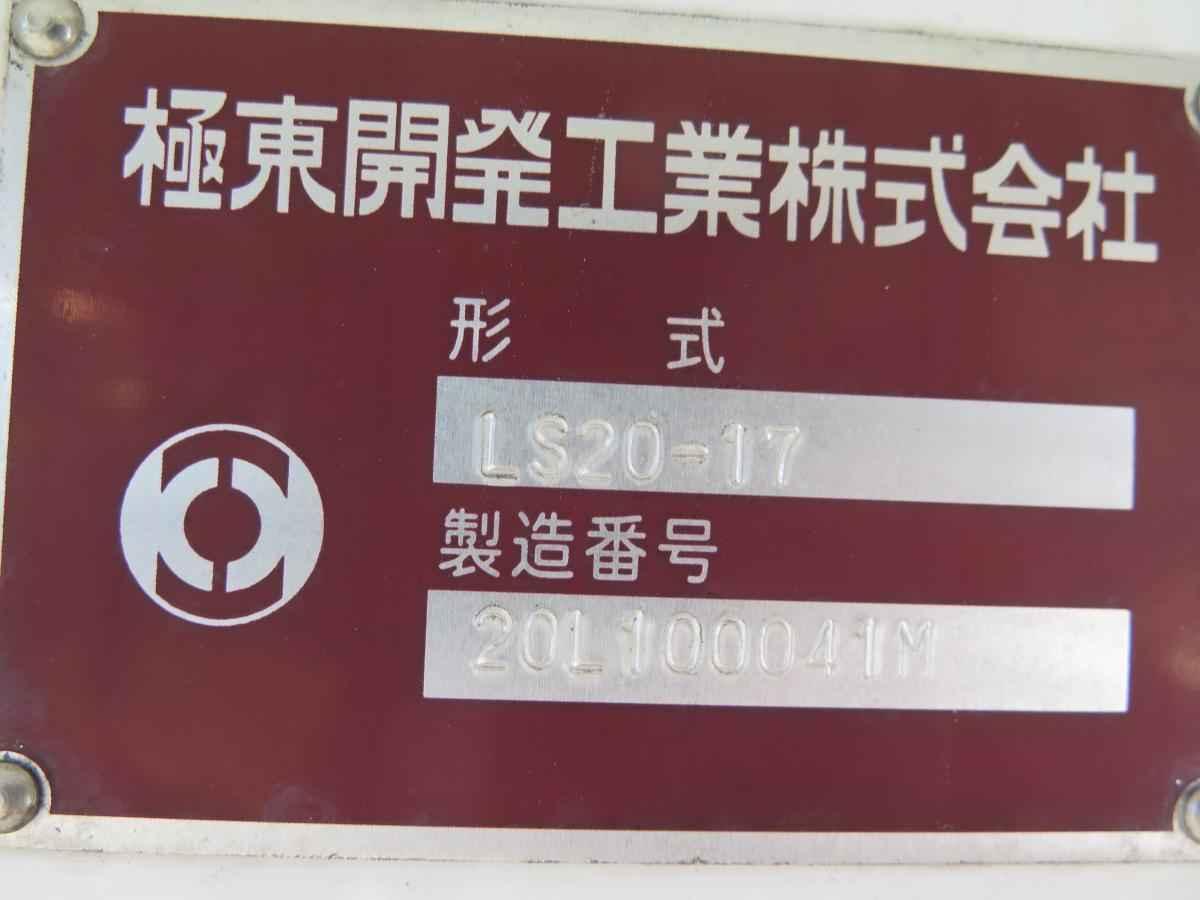 極東開発工業株式会社
形 式
LS20-17
製造番号
20L100041M